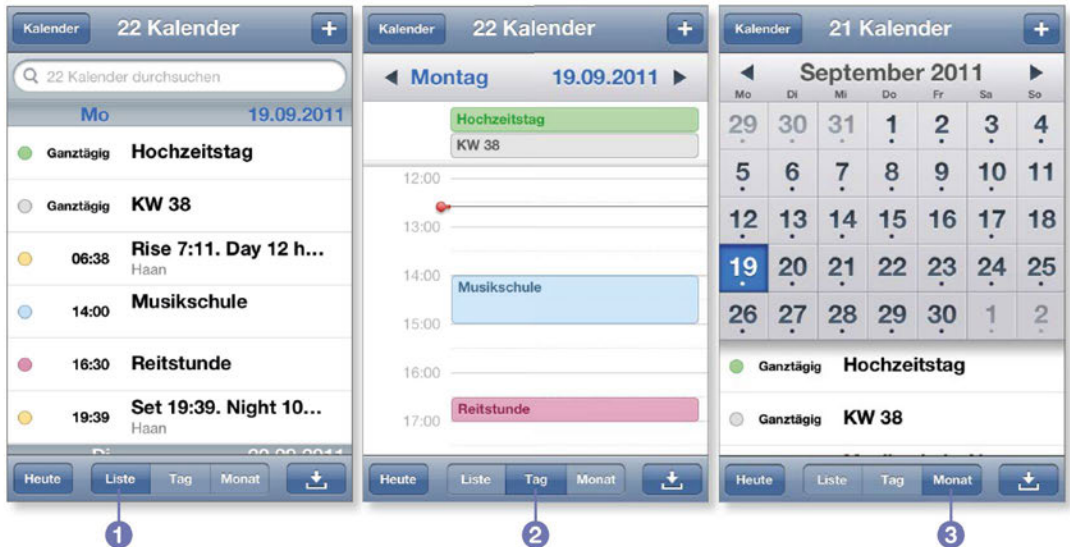 Kalender 22 Kalender +
22 Kalender durchsuchen
Mo 19.09.2011
Ganztägig Hochzeitstag
Ganztägig KW 38
06:38 Rise 7:11. Day 12 h...
Haan
14:00 Musikschule
16:30 Reitstunde
19:39 Set 19:39. Night 10...
Haan
Heute Liste Tag Monat
1
Kalender 22 Kalender +
Montag 19.09.2011
Hochzeitstag
KW 38
12:00
13:00
14:00
Musikschule
15:00
16:00
Reitstunde
17:00
Heute Liste Tag Monat
2
Kalender 21 Kalender +
September 2011
Mo Di Mi Do Fr Sa So
29 30 31 1 2 3 4
5 6 7 8 9 10 11
12 13 14 15 16 17 18
19 20 21 22 23 24 25
26 27 28 29 30 1 2
Ganztägig Hochzeitstag
Ganztägig KW 38
Heute Liste Tag Monat
3